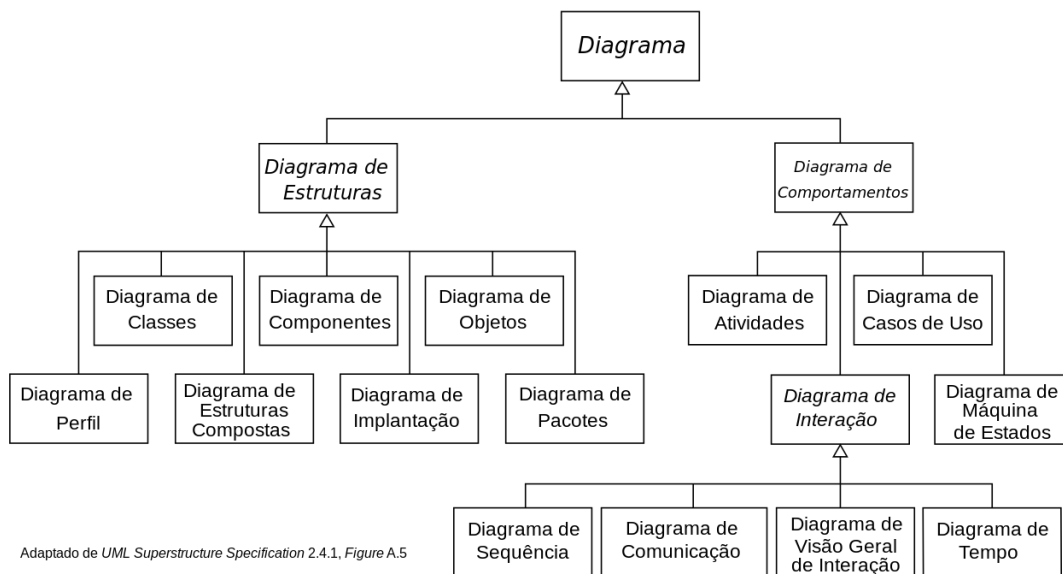 Diagrama
Diagrama de
Estruturas
Diagrama de
Comportamentos
Diagrama de
Classes
Diagrama de
Componentes
Diagrama de
Objetos
Diagrama de
Atividades
Diagrama de
Casos de Uso
Diagrama de
Perfil
Diagrama de
Estruturas
Compostas
Diagrama de
Implantação
Diagrama de
Pacotes
Diagrama de
Interação
Diagrama de
Máquina
de Estados
Diagrama de
Sequência
Diagrama de
Comunicação
Diagrama de
Visão Geral
de Interação
Diagrama de
Tempo
Adaptado de UML Superstructure Specification 2.4.1, Figure A.5